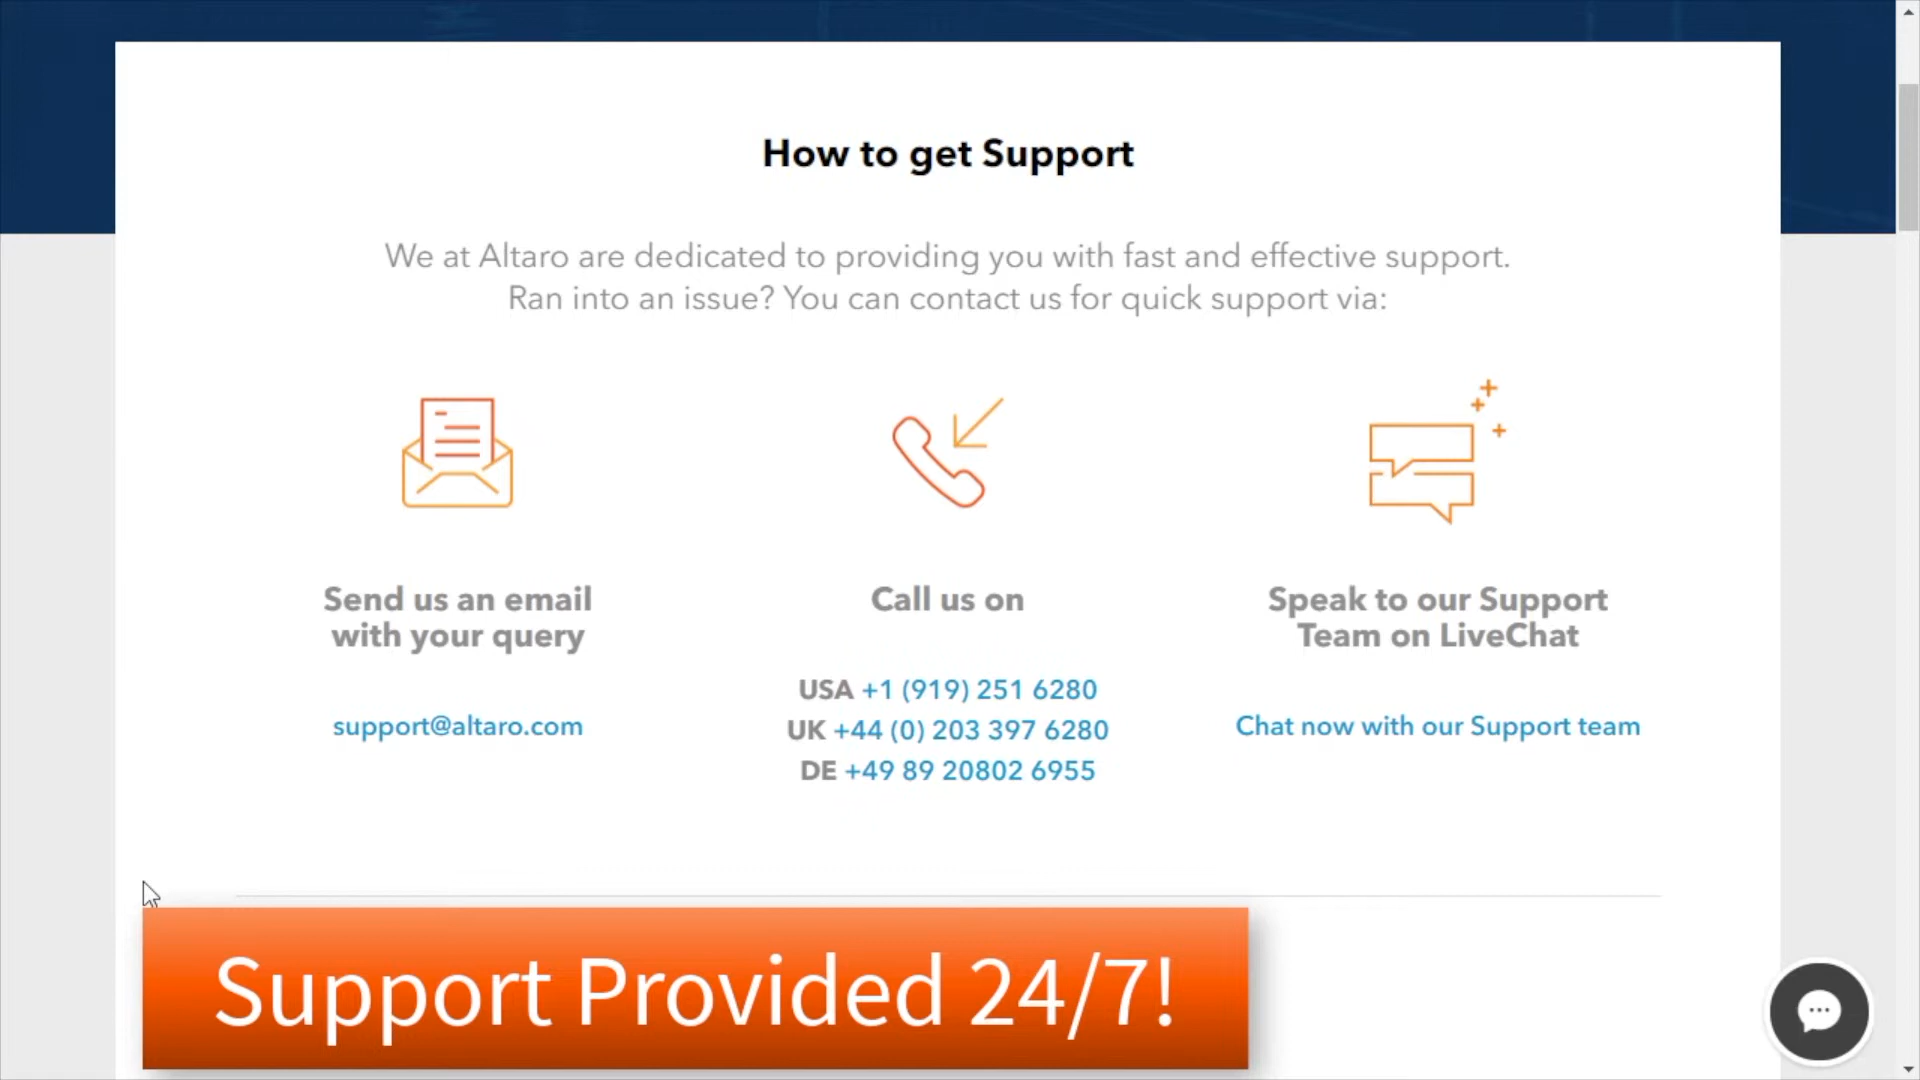 How to get Support
We at Altaro are dedicated to providing you with fast and effective support.
Ran into an issue? You can contact us for quick support via:
Send us an email
with your query
support@altaro.com
Call us on
USA +1 (919) 251 6280
UK +44 (0) 203 397 6280
DE +49 89 20802 6955
Speak to our Support
Team on LiveChat
Chat now with our Support team
Support Provided 24/7!